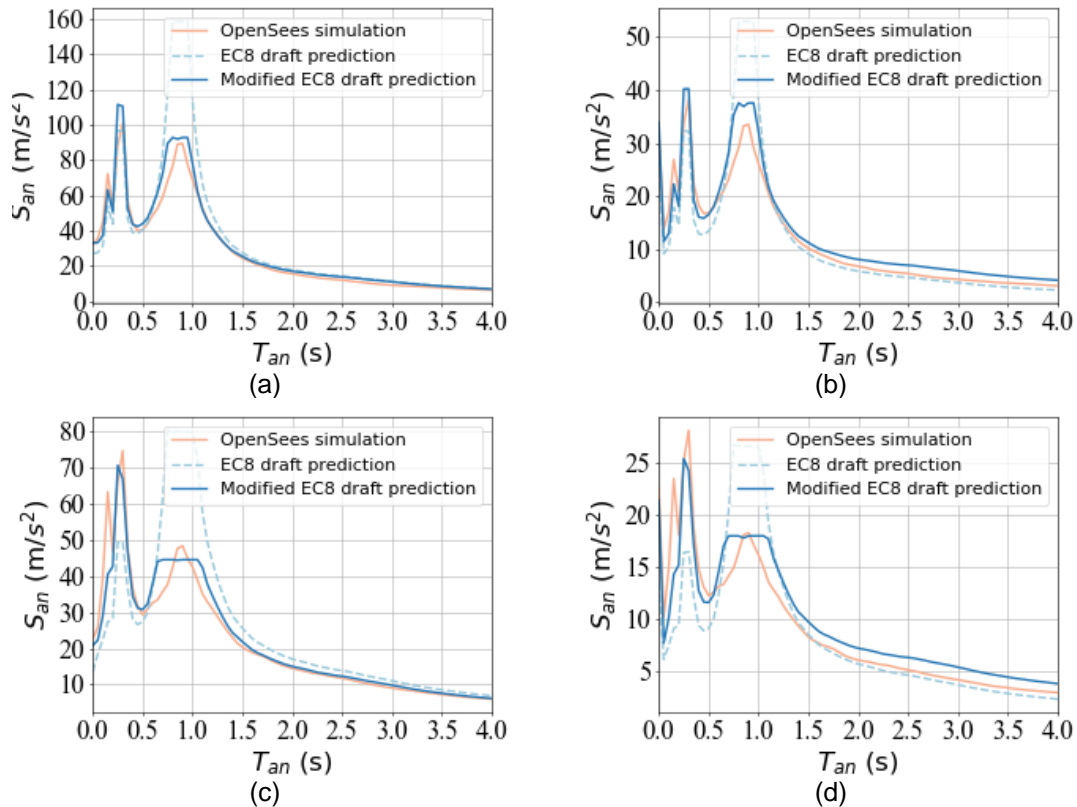 160
140
120
100
80
60
40
20
0
S_an (m/s²)
OpenSees simulation
EC8 draft prediction
Modified EC8 draft prediction
0.0 0.5 1.0 1.5 2.0 2.5 3.0 3.5 4.0
T_an (s)
(a)
50
40
30
20
10
0
S_an (m/s²)
OpenSees simulation
EC8 draft prediction
Modified EC8 draft prediction
0.0 0.5 1.0 1.5 2.0 2.5 3.0 3.5 4.0
T_an (s)
(b)
80
70
60
50
40
30
20
10
S_an (m/s²)
OpenSees simulation
EC8 draft prediction
Modified EC8 draft prediction
0.0 0.5 1.0 1.5 2.0 2.5 3.0 3.5 4.0
T_an (s)
(c)
25
20
15
10
5
S_an (m/s²)
OpenSees simulation
EC8 draft prediction
Modified EC8 draft prediction
0.0 0.5 1.0 1.5 2.0 2.5 3.0 3.5 4.0
T_an (s)
(d)